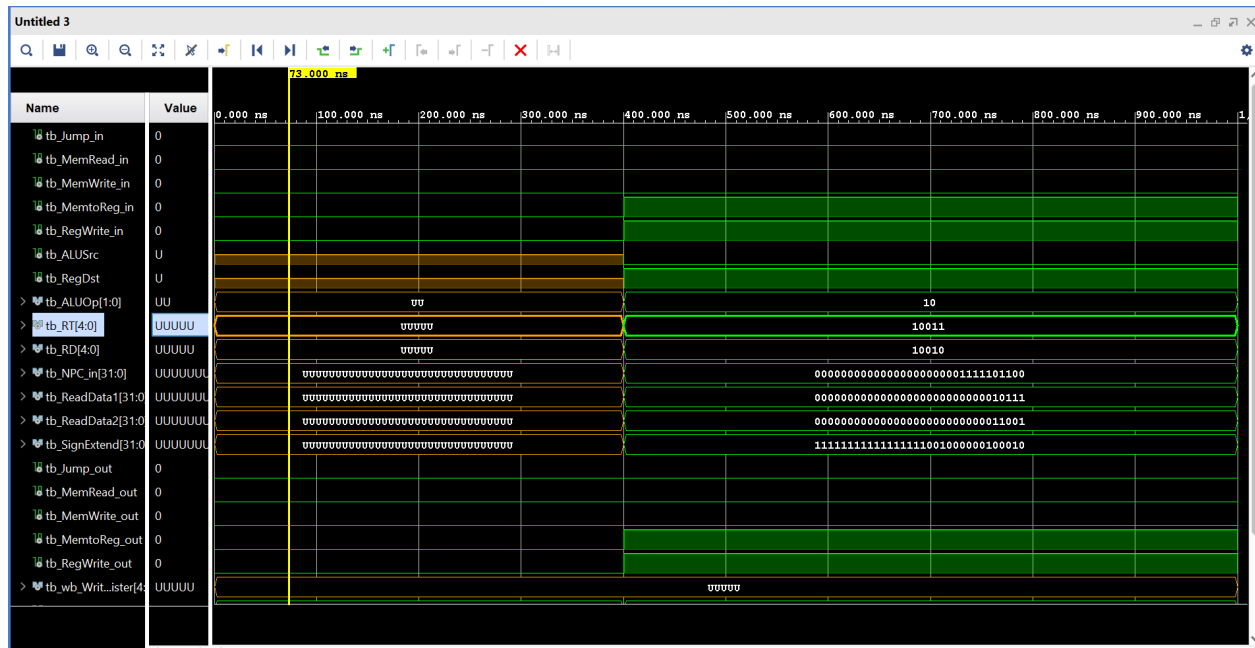 Untitled 3
73.000 ns
Name Value
0.000 ns 100.000 ns 200.000 ns 300.000 ns 400.000 ns 500.000 ns 600.000 ns 700.000 ns 800.000 ns 900.000 ns 1,
tb_Jump_in 0
tb_MemRead_in 0
tb_MemWrite_in 0
tb_MemtoReg_in 0
tb_RegWrite_in 0
tb_ALUSrc U
tb_RegDst U
tb_ALUOp[1:0] UU UU 10
tb_RT[4:0] UUUUU UUUUU 10011
tb_RD[4:0] UUUUU UUUUU 10010
tb_NPC_in[31:0] UUUUUUU UUUUUUUUUUUUUUUUUUUUUUUUUUUUUUUU 00000000000000000000001111101100
tb_ReadData1[31:0 UUUUUUU UUUUUUUUUUUUUUUUUUUUUUUUUUUUUUUU 00000000000000000000000000010111
tb_ReadData2[31:0 UUUUUUU UUUUUUUUUUUUUUUUUUUUUUUUUUUUUUUU 00000000000000000000000000011001
tb_SignExtend[31:0 UUUUUUU UUUUUUUUUUUUUUUUUUUUUUUUUUUUUUUU 11111111111111111001000000100010
tb_Jump_out 0
tb_MemRead_out 0
tb_MemWrite_out 0
tb_MemtoReg_out 0
tb_RegWrite_out 0
tb_wb_Writ...ister[4: UUUUU UUUUU